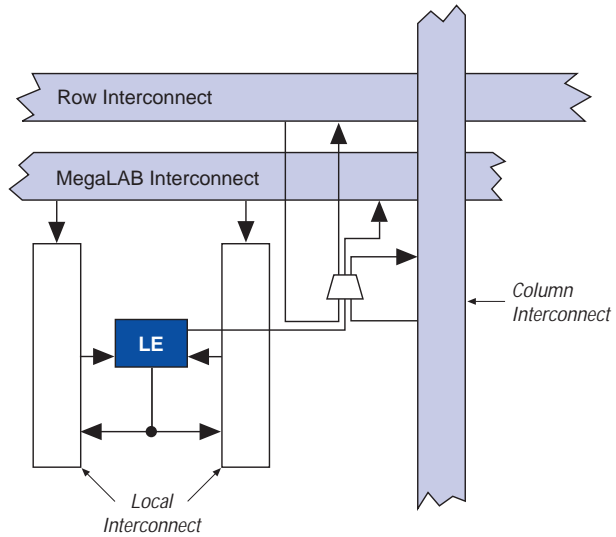 Row Interconnect
MegaLAB Interconnect
LE
Column
Interconnect
Local
Interconnect